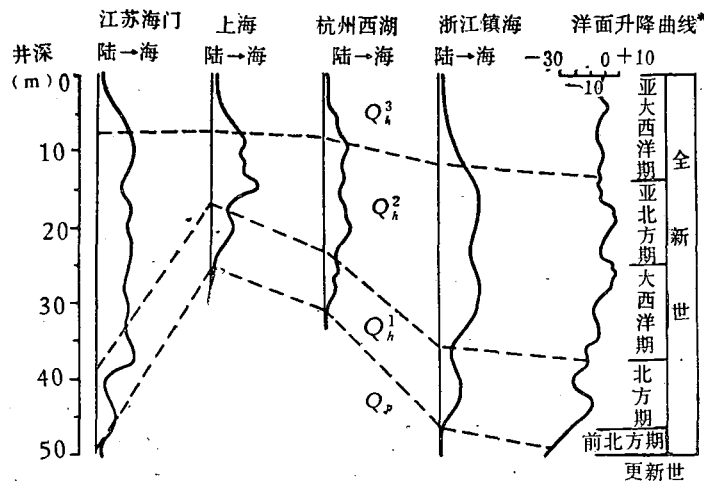 江苏海门 上海 杭州西湖 浙江镇海 洋面升降曲线*
井深 陆→海 陆→海 陆→海 陆→海 -30 0 +10
(m) -10
0
10
20
30
40
50
Q³ₕ
Q²ₕ
Q¹ₕ
Qₚ
亚大西洋期
亚北方期
大西洋期
北方期
前北方期
全新世
更新世